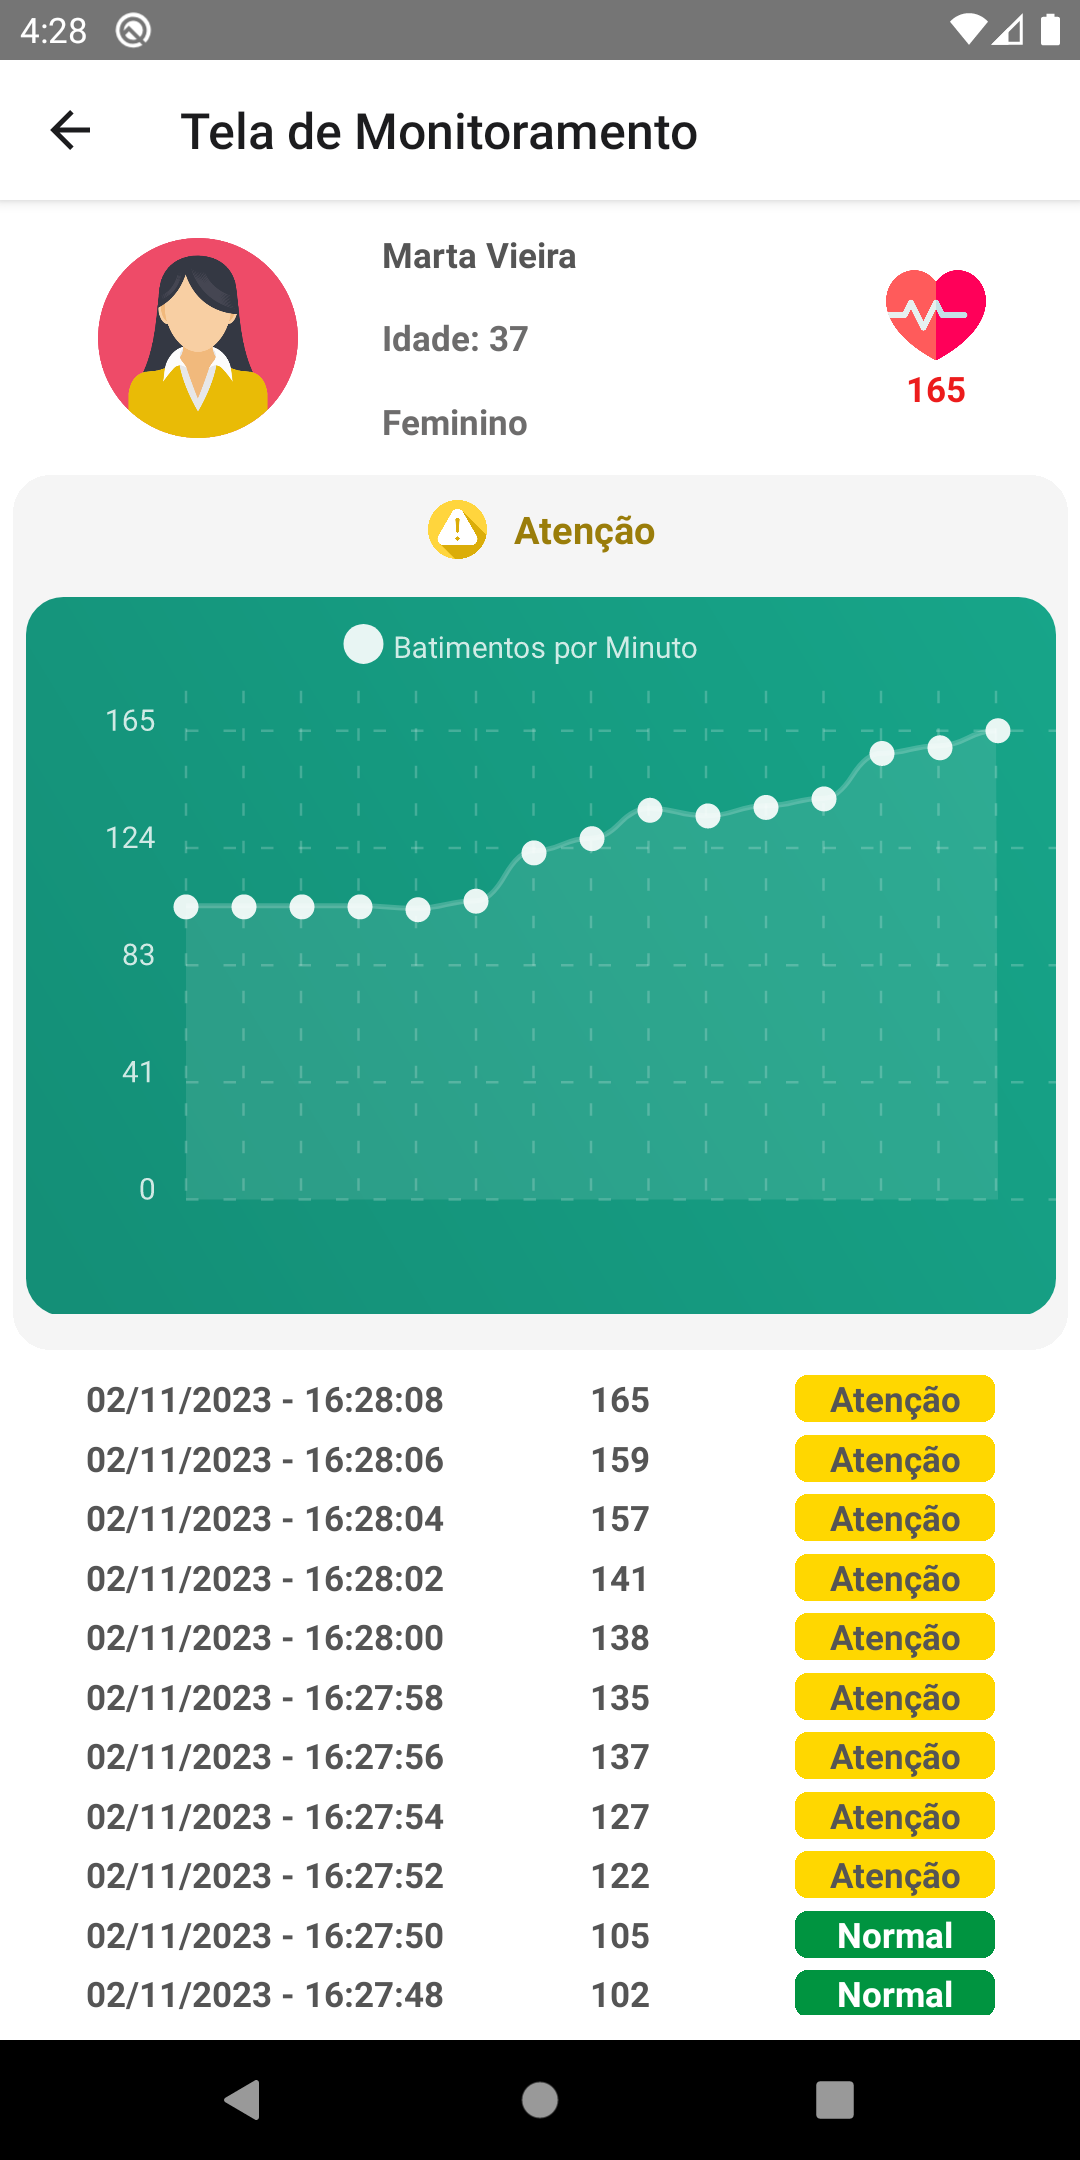 4:28
Tela de Monitoramento
Marta Vieira
Idade: 37
Feminino
165
Atenção
Batimentos por Minuto
165
124
83
41
0
02/11/2023 - 16:28:08 165 Atenção
02/11/2023 - 16:28:06 159 Atenção
02/11/2023 - 16:28:04 157 Atenção
02/11/2023 - 16:28:02 141 Atenção
02/11/2023 - 16:28:00 138 Atenção
02/11/2023 - 16:27:58 135 Atenção
02/11/2023 - 16:27:56 137 Atenção
02/11/2023 - 16:27:54 127 Atenção
02/11/2023 - 16:27:52 122 Atenção
02/11/2023 - 16:27:50 105 Normal
02/11/2023 - 16:27:48 102 Normal